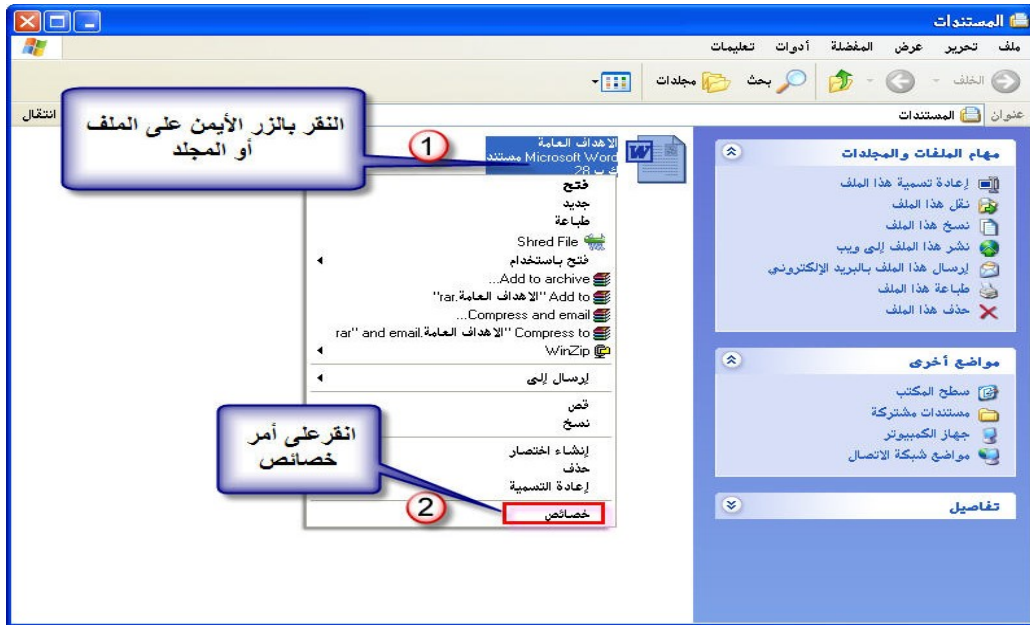 المستندات
ملف تحرير عرض المفضلة أدوات تعليمات
الخلف بحث مجلدات
عنوان المستندات انتقال
مهام الملفات والمجلدات
إعادة تسمية هذا الملف
نقل هذا الملف
نسخ هذا الملف
نشر هذا الملف إلى ويب
إرسال هذا الملف بالبريد الإلكتروني
طباعة هذا الملف
حذف هذا الملف
مواضع أخرى
سطح المكتب
مستندات مشتركة
جهاز الكمبيوتر
مواضع شبكة الاتصال
تفاصيل
الاهداف العامة
مستند Microsoft Word
28 ك.ب
النقر بالزر الأيمن على الملف
أو المجلد
1
فتح
جديد
طباعة
Shred File
فتح باستخدام
Add to archive...
Add to "الاهداف العامة.rar"
Compress and email...
Compress to "الاهداف العامة.rar" and email
WinZip
إرسال إلى
قص
نسخ
إنشاء اختصار
حذف
إعادة التسمية
خصائص
انقرعلى أمر
خصائص
2